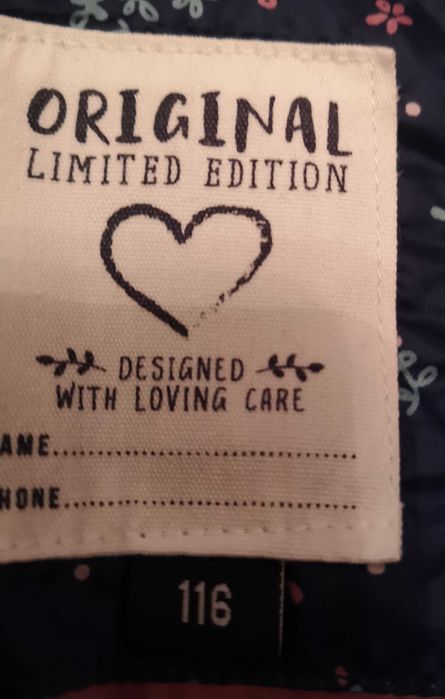 ORIGINAL
LIMITED EDITION
DESIGNED
WITH LOVING CARE
AME..............................
HONE..............................
116